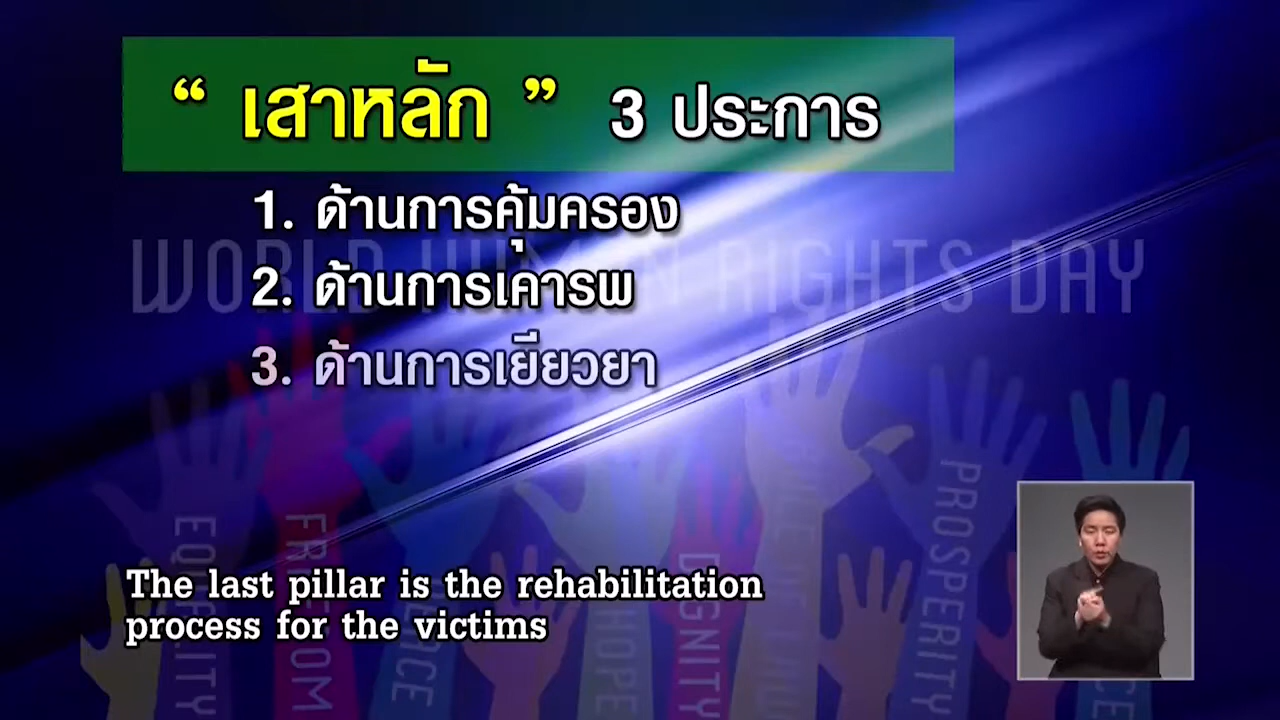 “ เสาหลัก ” 3 ประการ
1. ด้านการคุ้มครอง
2. ด้านการเคารพ
3. ด้านการเยียวยา
WORLD HUMAN RIGHTS DAY
EQUALITY
FREEDOM
HOPE
DIGNITY
PROSPERITY
The last pillar is the rehabilitation
process for the victims